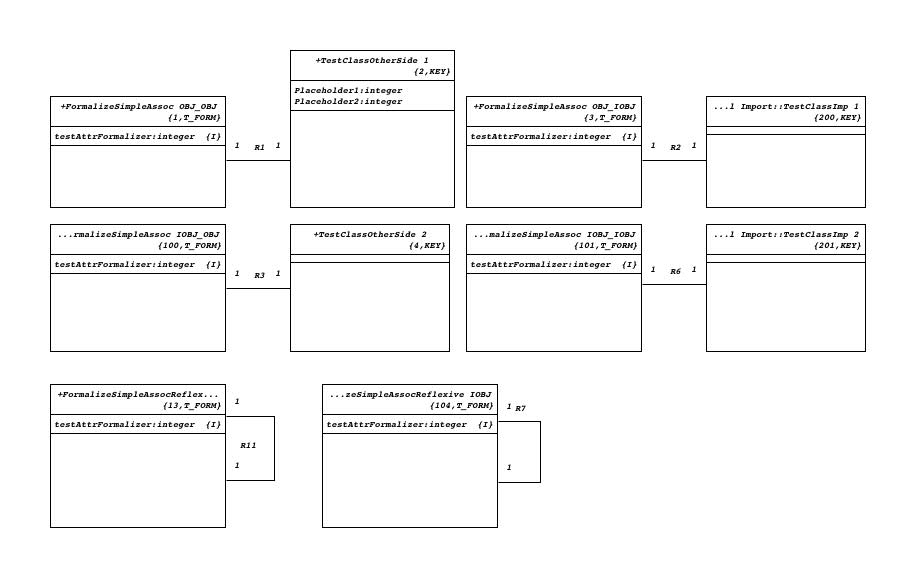 +TestClassOtherSide 1
{2,KEY}
Placeholder1:integer
Placeholder2:integer
+FormalizeSimpleAssoc OBJ_OBJ
{1,T_FORM}
testAttrFormalizer:integer {I}
1 R1 1
+FormalizeSimpleAssoc OBJ_IOBJ
{3,T_FORM}
testAttrFormalizer:integer {I}
1 R2 1
...l Import::TestClassImp 1
{200,KEY}
...rmalizeSimpleAssoc IOBJ_OBJ
{100,T_FORM}
testAttrFormalizer:integer {I}
1 R3 1
+TestClassOtherSide 2
{4,KEY}
...malizeSimpleAssoc IOBJ_IOBJ
{101,T_FORM}
testAttrFormalizer:integer {I}
1 R6 1
...l Import::TestClassImp 2
{201,KEY}
+FormalizeSimpleAssocReflex...
{13,T_FORM}
testAttrFormalizer:integer {I}
1
R11
1
...zeSimpleAssocReflexive IOBJ
{104,T_FORM}
testAttrFormalizer:integer {I}
1 R7
1